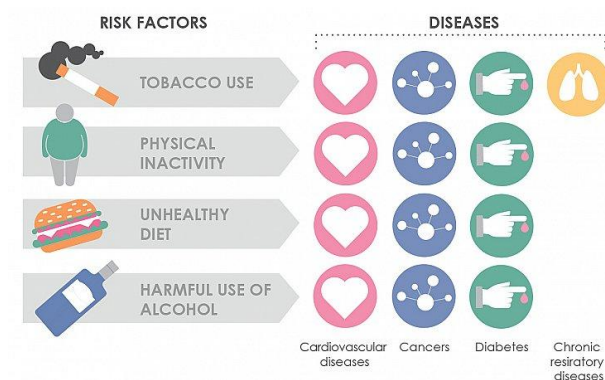 RISK FACTORS
DISEASES
TOBACCO USE
PHYSICAL
INACTIVITY
UNHEALTHY
DIET
HARMFUL USE OF
ALCOHOL
Cardiovascular
diseases
Cancers
Diabetes
Chronic
resiratory
diseases